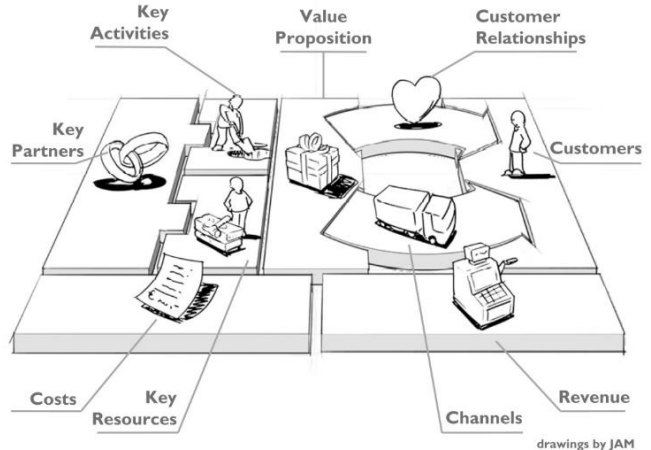 Key
Activities
Value
Proposition
Customer
Relationships
Key
Partners
Customers
Costs
Key
Resources
Channels
Revenue
drawings by JAM